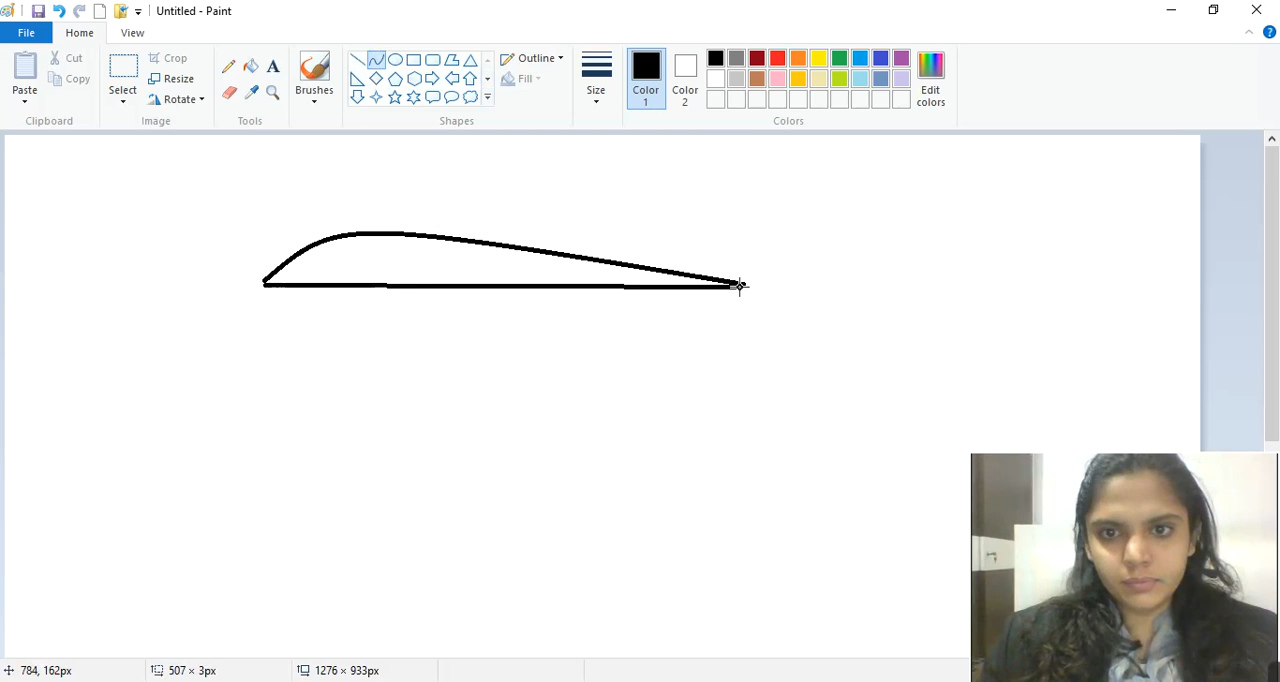 Untitled - Paint
File Home View
Paste
Cut
Copy
Clipboard
Select
Crop
Resize
Rotate
Image
A
Tools
Brushes
Shapes
Outline
Fill
Size
Color 1
Color 2
Edit colors
Colors
784, 162px 507 × 3px 1276 × 933px